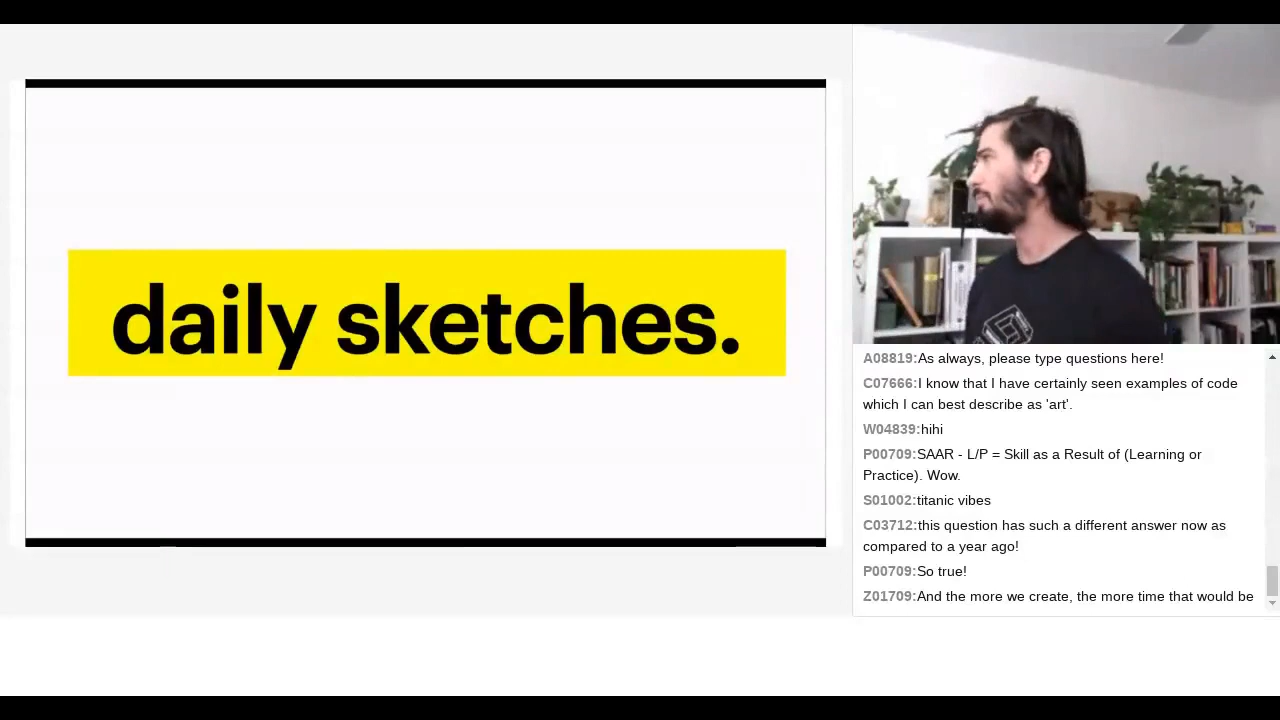 daily sketches.
A08819:As always, please type questions here!
C07666:I know that I have certainly seen examples of code
which I can best describe as 'art'.
W04839:hihi
P00709:SAAR - L/P = Skill as a Result of (Learning or
Practice). Wow.
S01002:titanic vibes
C03712:this question has such a different answer now as
compared to a year ago!
P00709:So true!
Z01709:And the more we create, the more time that would be